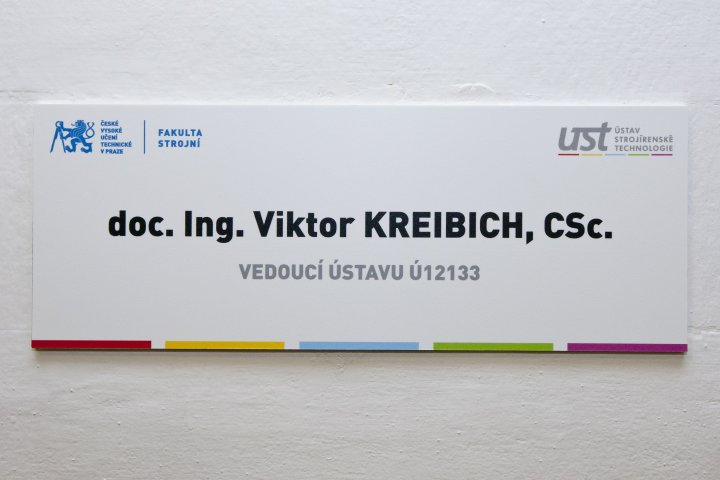 ČESKÉ
VYSOKÉ
UČENÍ
TECHNICKÉ
V PRAZE
FAKULTA
STROJNÍ
ust
ÚSTAV
STROJÍRENSKÉ
TECHNOLOGIE
doc. Ing. Viktor KREIBICH, CSc.
VEDOUCÍ ÚSTAVU Ú12133